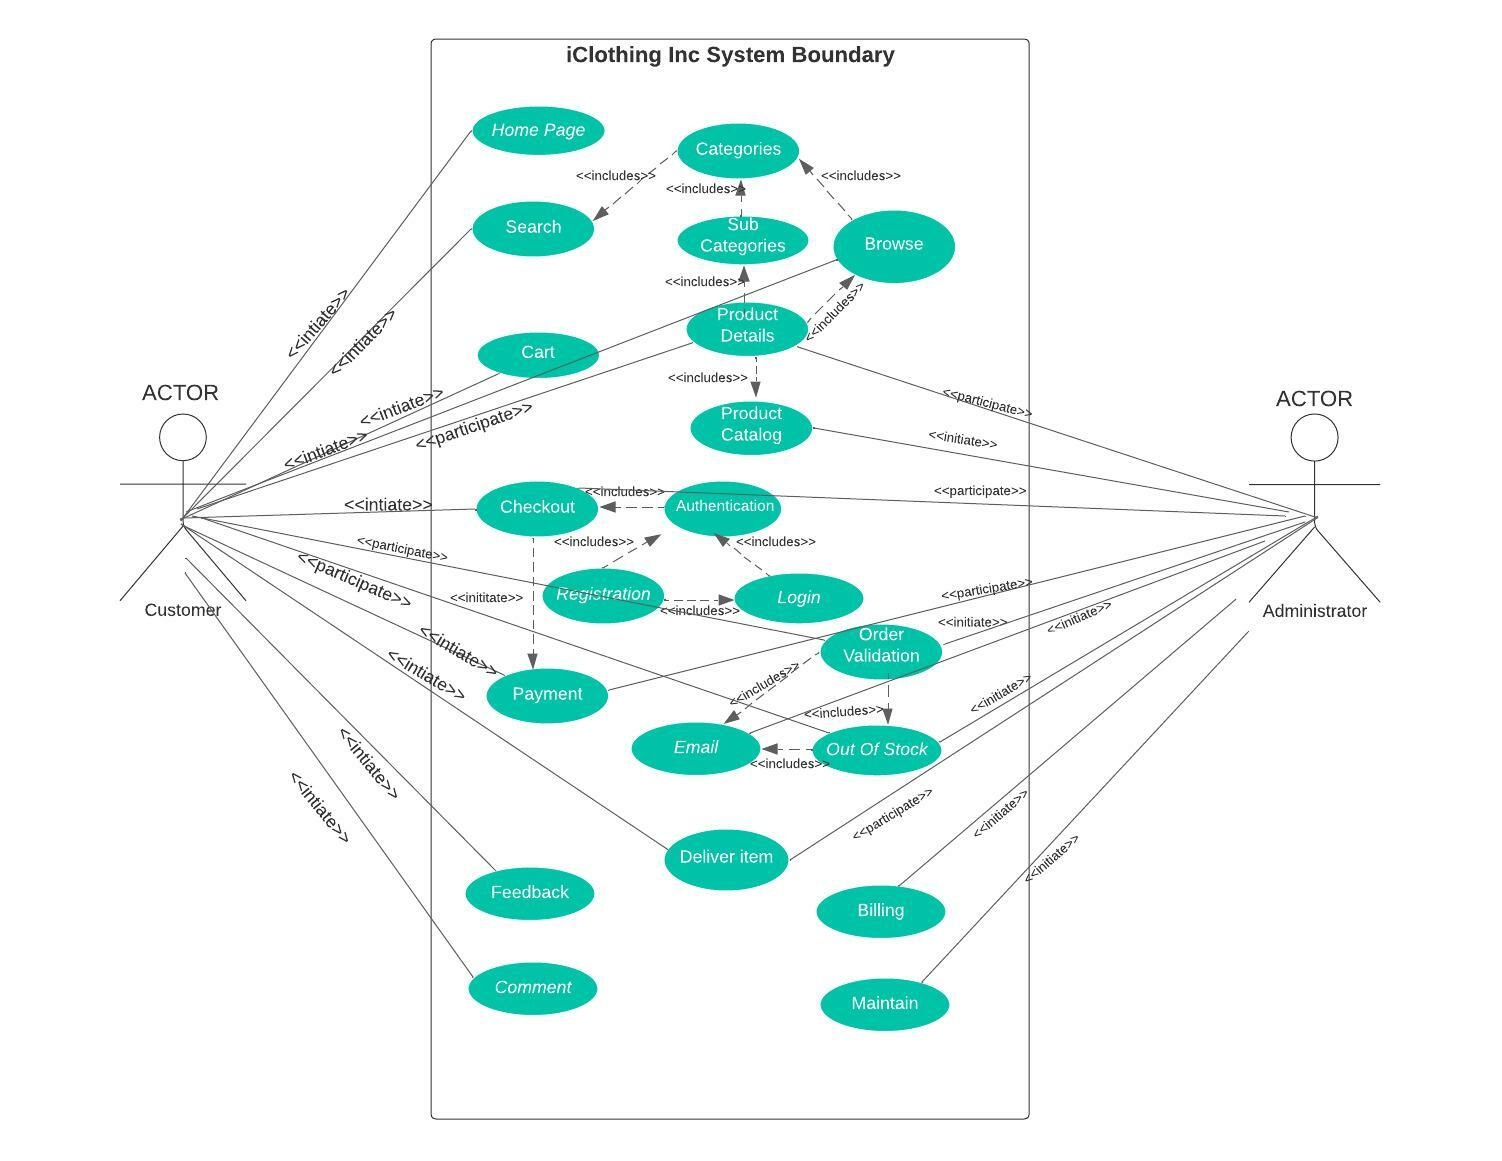 iClothing Inc System Boundary
Home Page
Categories
<<includes>>
<<includes>>
<<includes>>
Search
Sub
Categories
Browse
<<includes>>
<<includes>>
<<intiate>>
<<intiate>>
Product
Details
Cart
<<includes>>
ACTOR
ACTOR
<<intiate>>
<<participate>>
<<participate>>
<<intiate>>
Product
Catalog
<<initiate>>
<<intiate>>
<<includes>>
<<participate>>
Checkout
Authentication
<<participate>>
<<includes>>
<<includes>>
<<participate>>
Registration
Login
<<inititate>>
<<includes>>
<<participate>>
Customer
Administrator
<<initiate>>
<<initiate>>
Order
Validation
<<intiate>>
<<intiate>>
Payment
<<includes>>
<<includes>>
<<initiate>>
Email
Out Of Stock
<<includes>>
<<intiate>>
<<intiate>>
<<participate>>
<<initiate>>
<<initiate>>
Deliver item
Feedback
Billing
Comment
Maintain